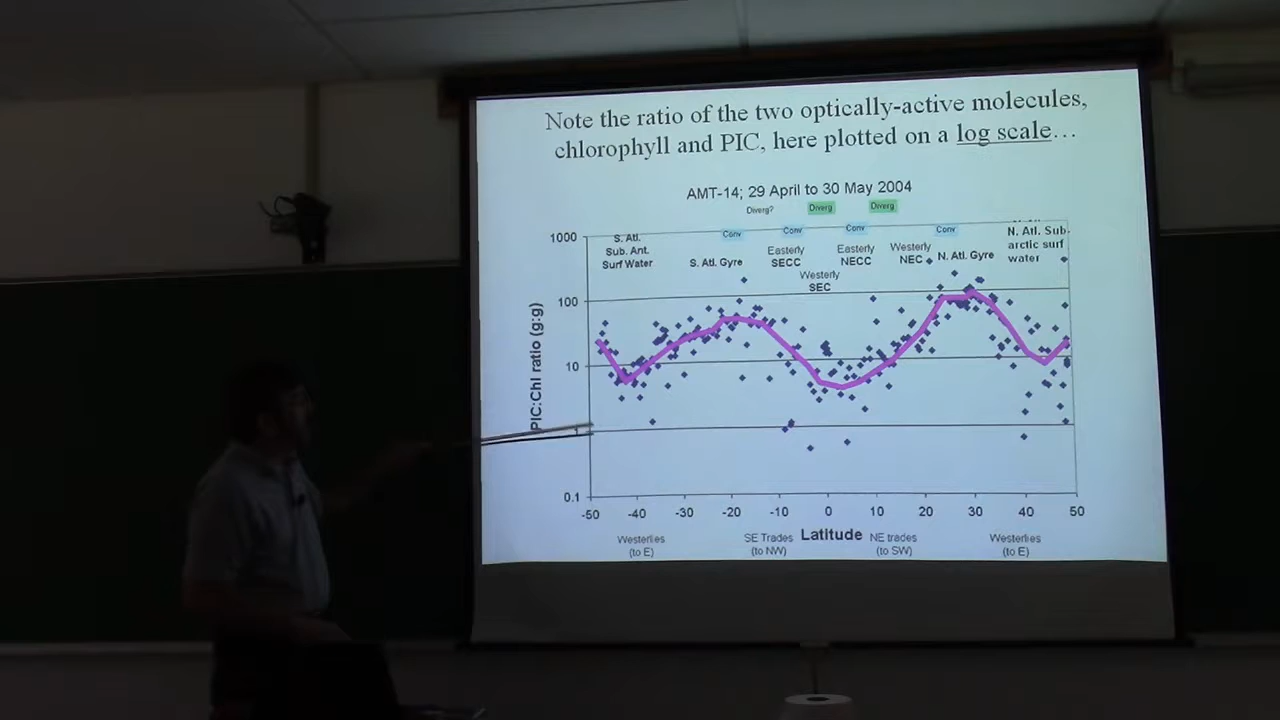 Note the ratio of the two optically-active molecules,
chlorophyll and PIC, here plotted on a log scale…
AMT-14; 29 April to 30 May 2004
Diverg? Diverg Diverg
Conv Conv Conv Conv
S. Atl.
Sub. Ant.
Surf Water
S. Atl. Gyre
Easterly
SECC
Westerly
SEC
Easterly
NECC
Westerly
NEC
N. Atl. Gyre
N. Atl. Sub.
arctic surf
water
PIC:Chl ratio (g:g)
1000
100
10
1
0.1
-50 -40 -30 -20 -10 0 10 20 30 40 50
Latitude
Westerlies
(to E)
SE Trades
(to NW)
NE trades
(to SW)
Westerlies
(to E)